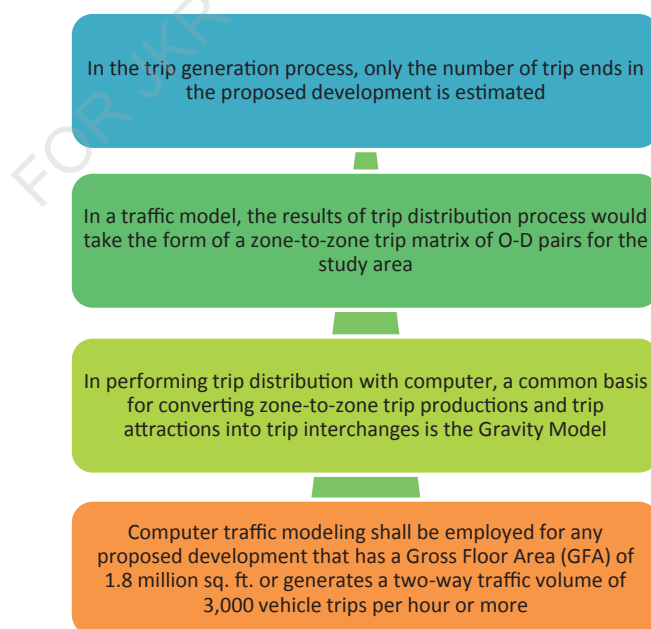 FOR JKR
In the trip generation process, only the number of trip ends in
the proposed development is estimated
In a traffic model, the results of trip distribution process would
take the form of a zone-to-zone trip matrix of O-D pairs for the
study area
In performing trip distribution with computer, a common basis
for converting zone-to-zone trip productions and trip
attractions into trip interchanges is the Gravity Model
Computer traffic modeling shall be employed for any
proposed development that has a Gross Floor Area (GFA) of
1.8 million sq. ft. or generates a two-way traffic volume of
3,000 vehicle trips per hour or more